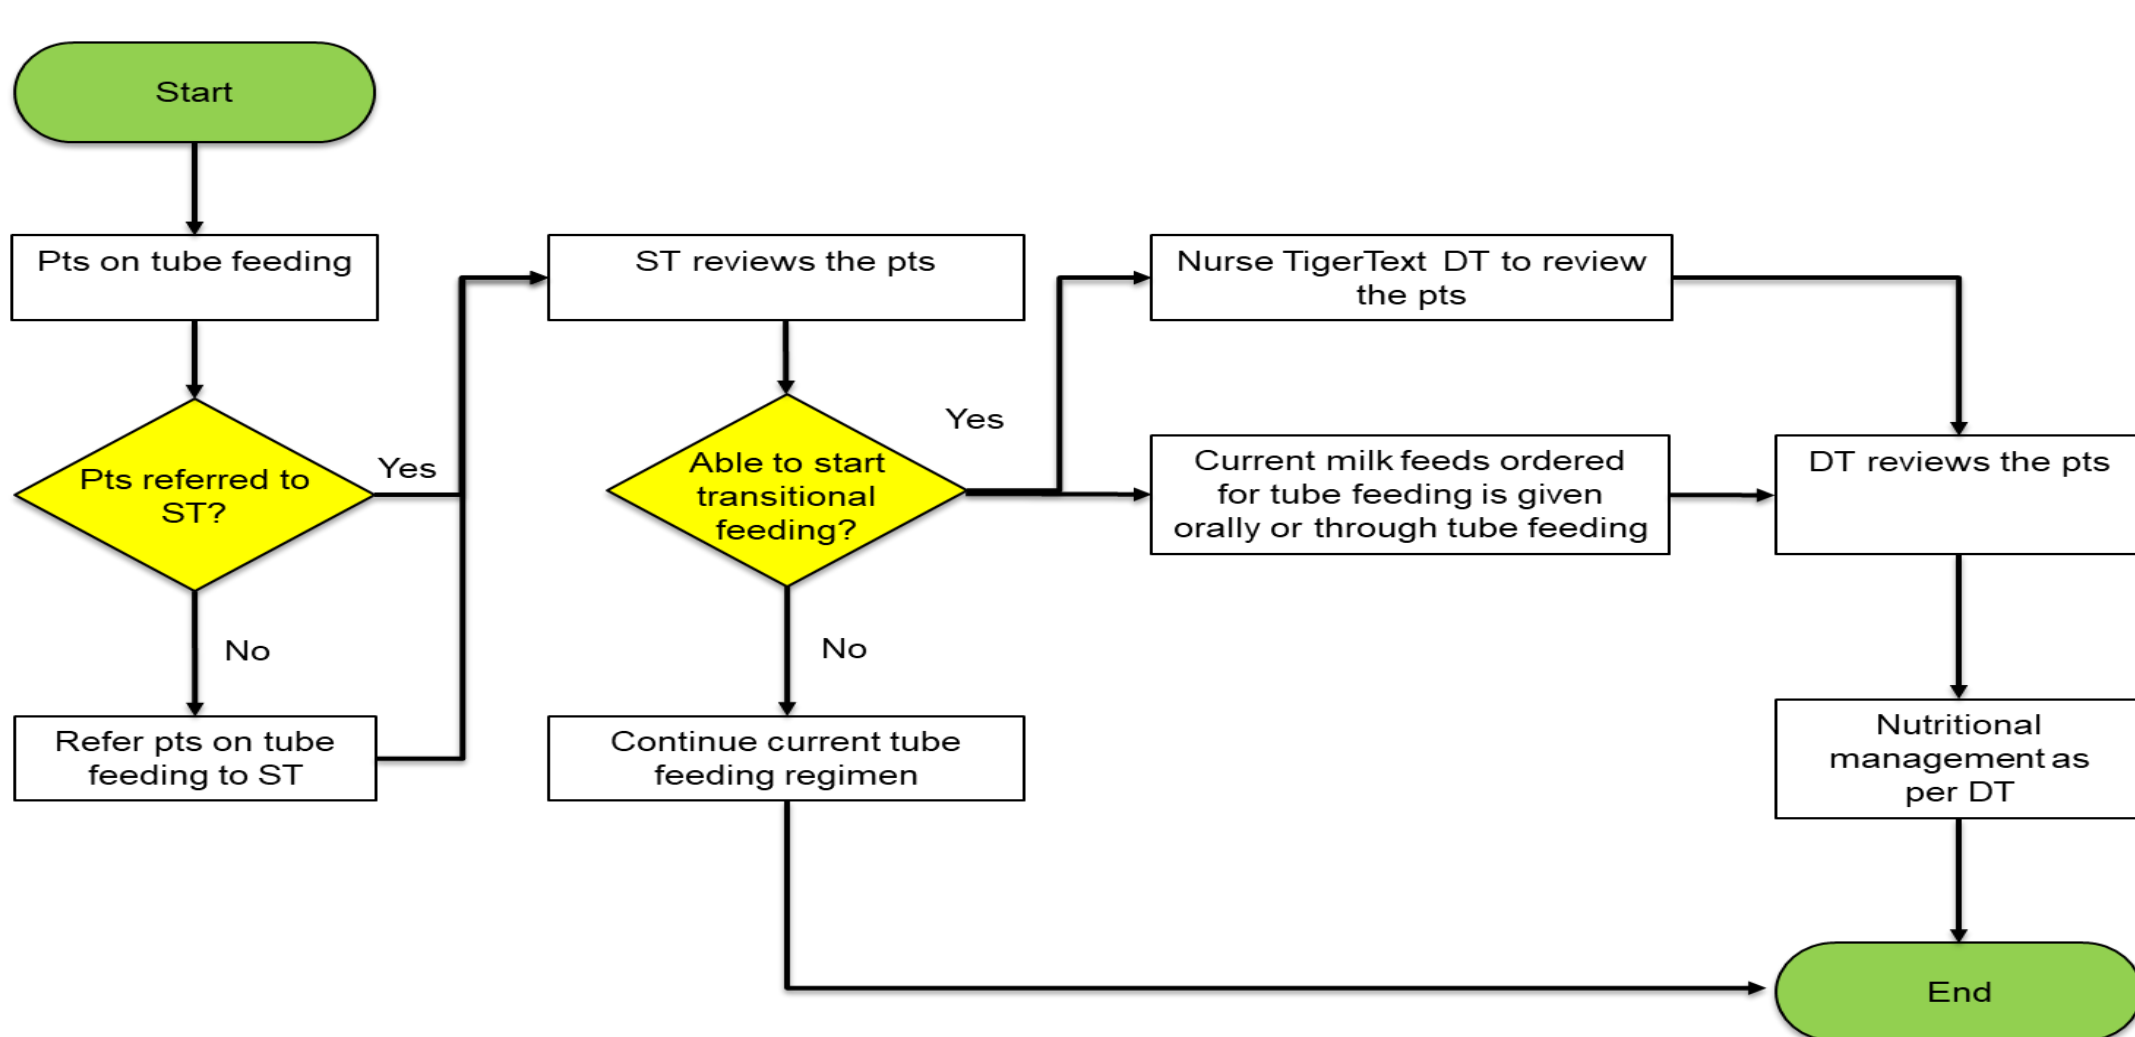 Start
Pts on tube feeding
Pts referred to
ST?
Yes
No
Refer pts on tube
feeding to ST
ST reviews the pts
Able to start
transitional
feeding?
Yes
No
Continue current tube
feeding regimen
Nurse TigerText DT to review
the pts
Current milk feeds ordered
for tube feeding is given
orally or through tube feeding
DT reviews the pts
Nutritional
management as
per DT
End